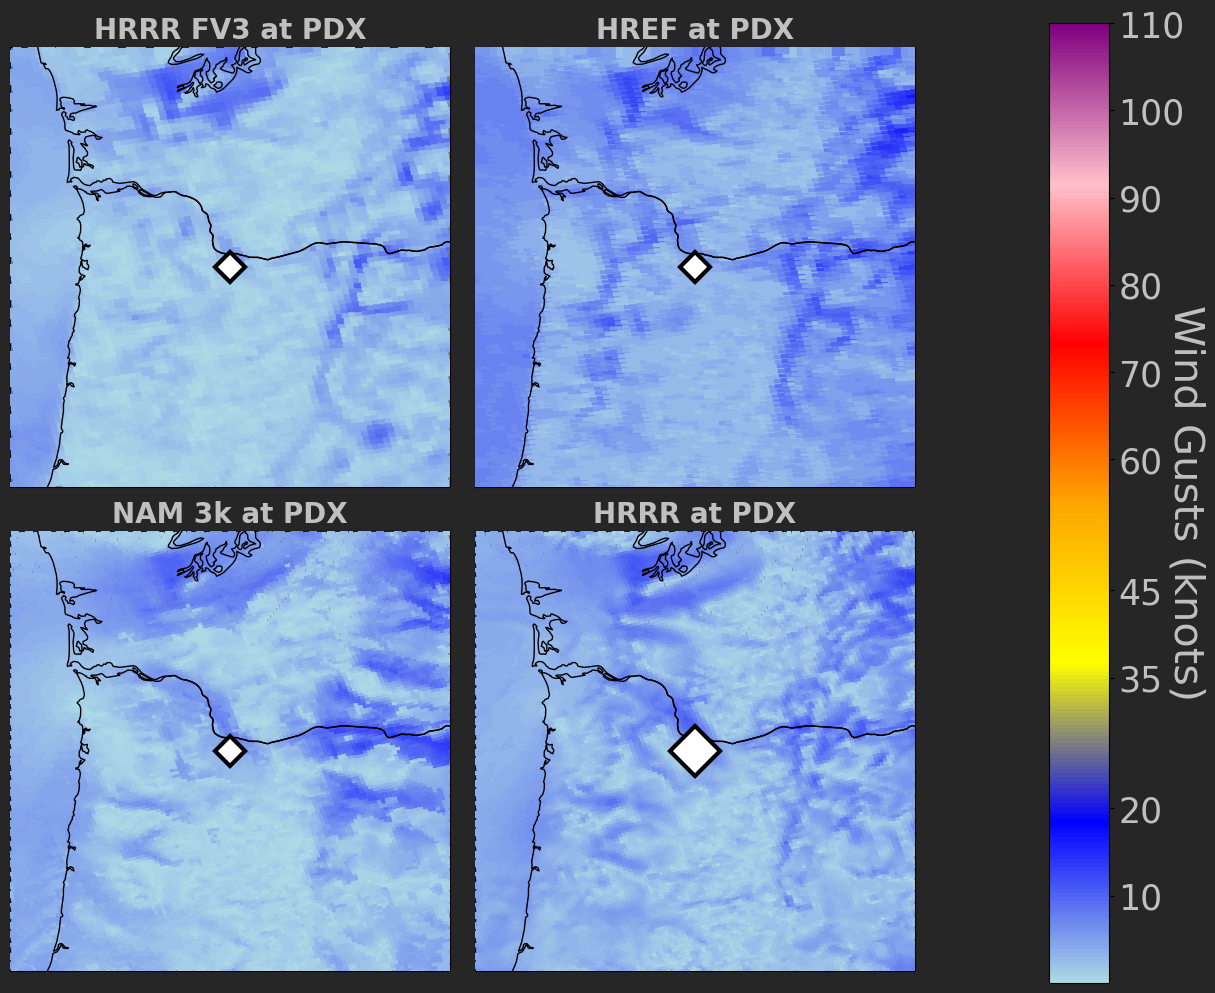 HRRR FV3 at PDX
HREF at PDX
NAM 3k at PDX
HRRR at PDX
110
100
90
80
70
60
45
35
20
10
Wind Gusts (knots)